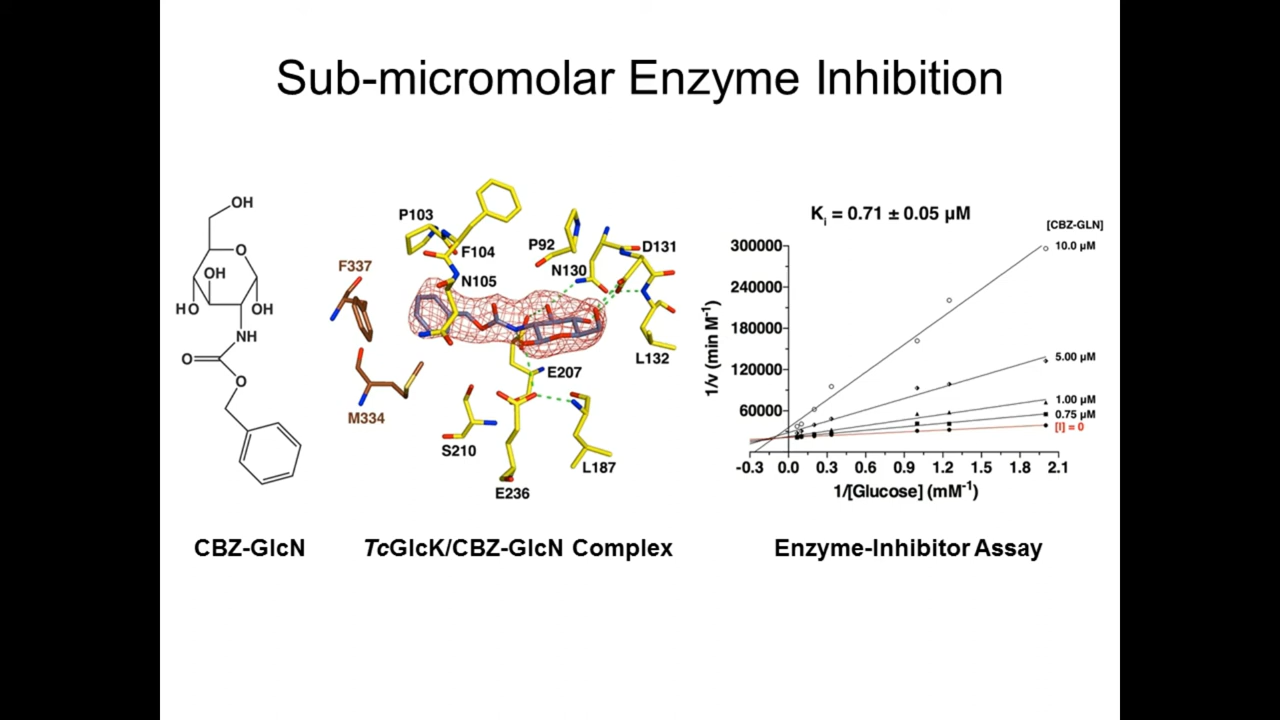 Sub-micromolar Enzyme Inhibition
OH
O
OH
HO
OH
NH
O
O
CBZ-GlcN
P103
F104
F337
N105
P92
D131
N130
L132
E207
M334
S210
L187
E236
TcGlcK/CBZ-GlcN Complex
Ki = 0.71 ± 0.05 µM
[CBZ-GLN]
10.0 µM
5.00 µM
1.00 µM
0.75 µM
[I] = 0
1/v (min M-1)
300000
240000
180000
120000
60000
-0.3 0.0 0.3 0.6 0.9 1.2 1.5 1.8 2.1
1/[Glucose] (mM-1)
Enzyme-Inhibitor Assay